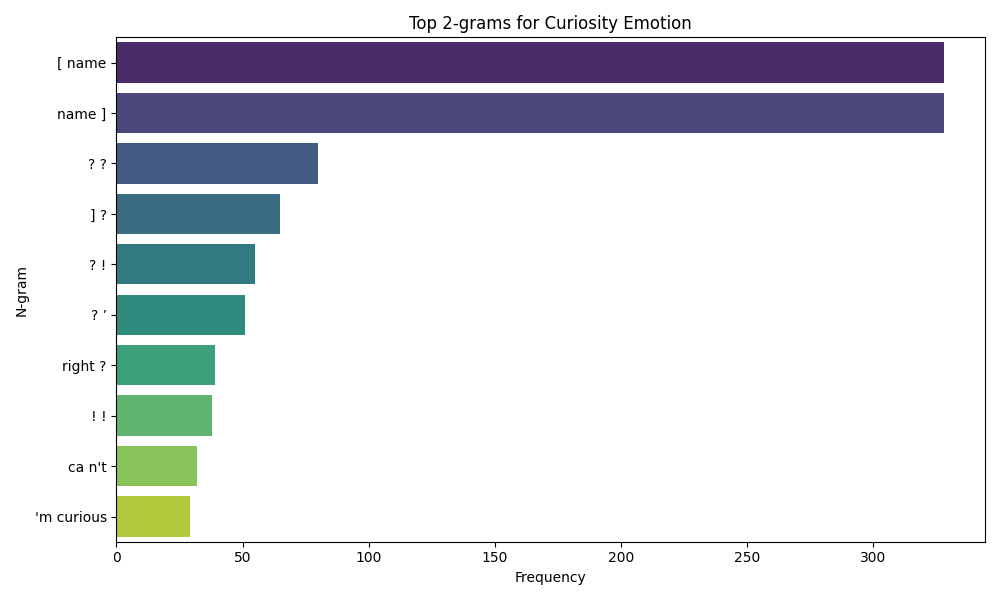 Top 2-grams for Curiosity Emotion
[ name
name ]
? ?
] ?
? !
? ’
right ?
! !
ca n't
'm curious
N-gram
0 50 100 150 200 250 300
Frequency